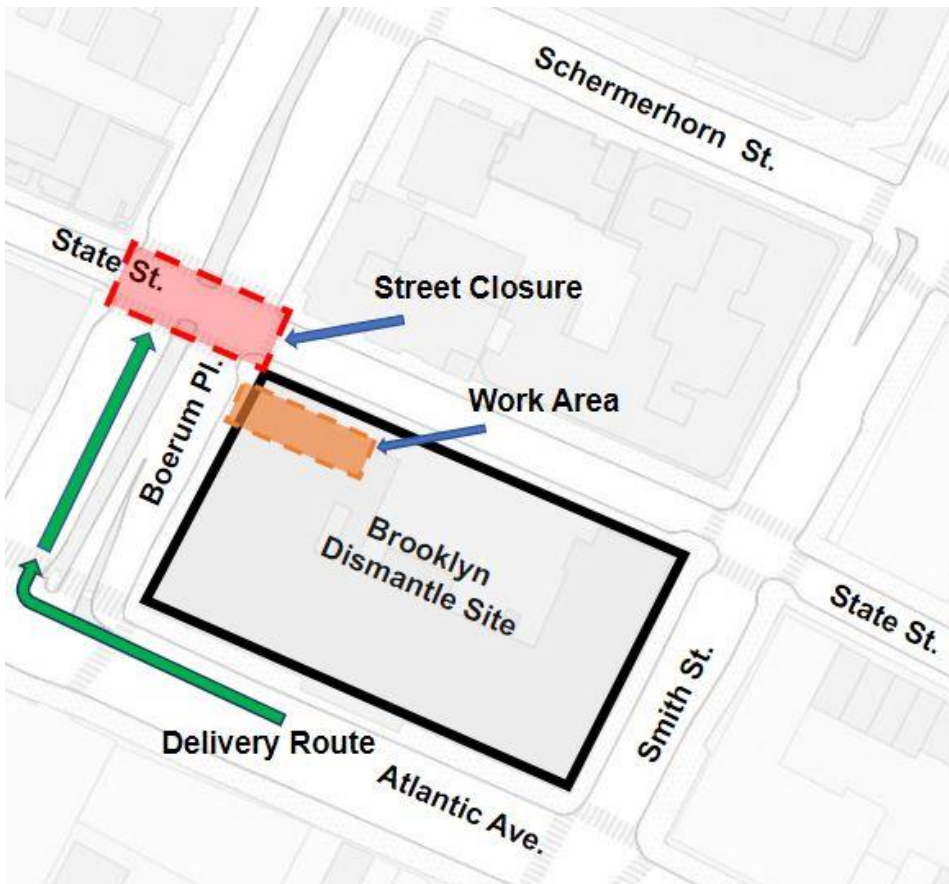 Schermerhorn St.
State St.
Street Closure
Boerum Pl.
Work Area
Brooklyn
Dismantle Site
State St.
Smith St.
Delivery Route
Atlantic Ave.